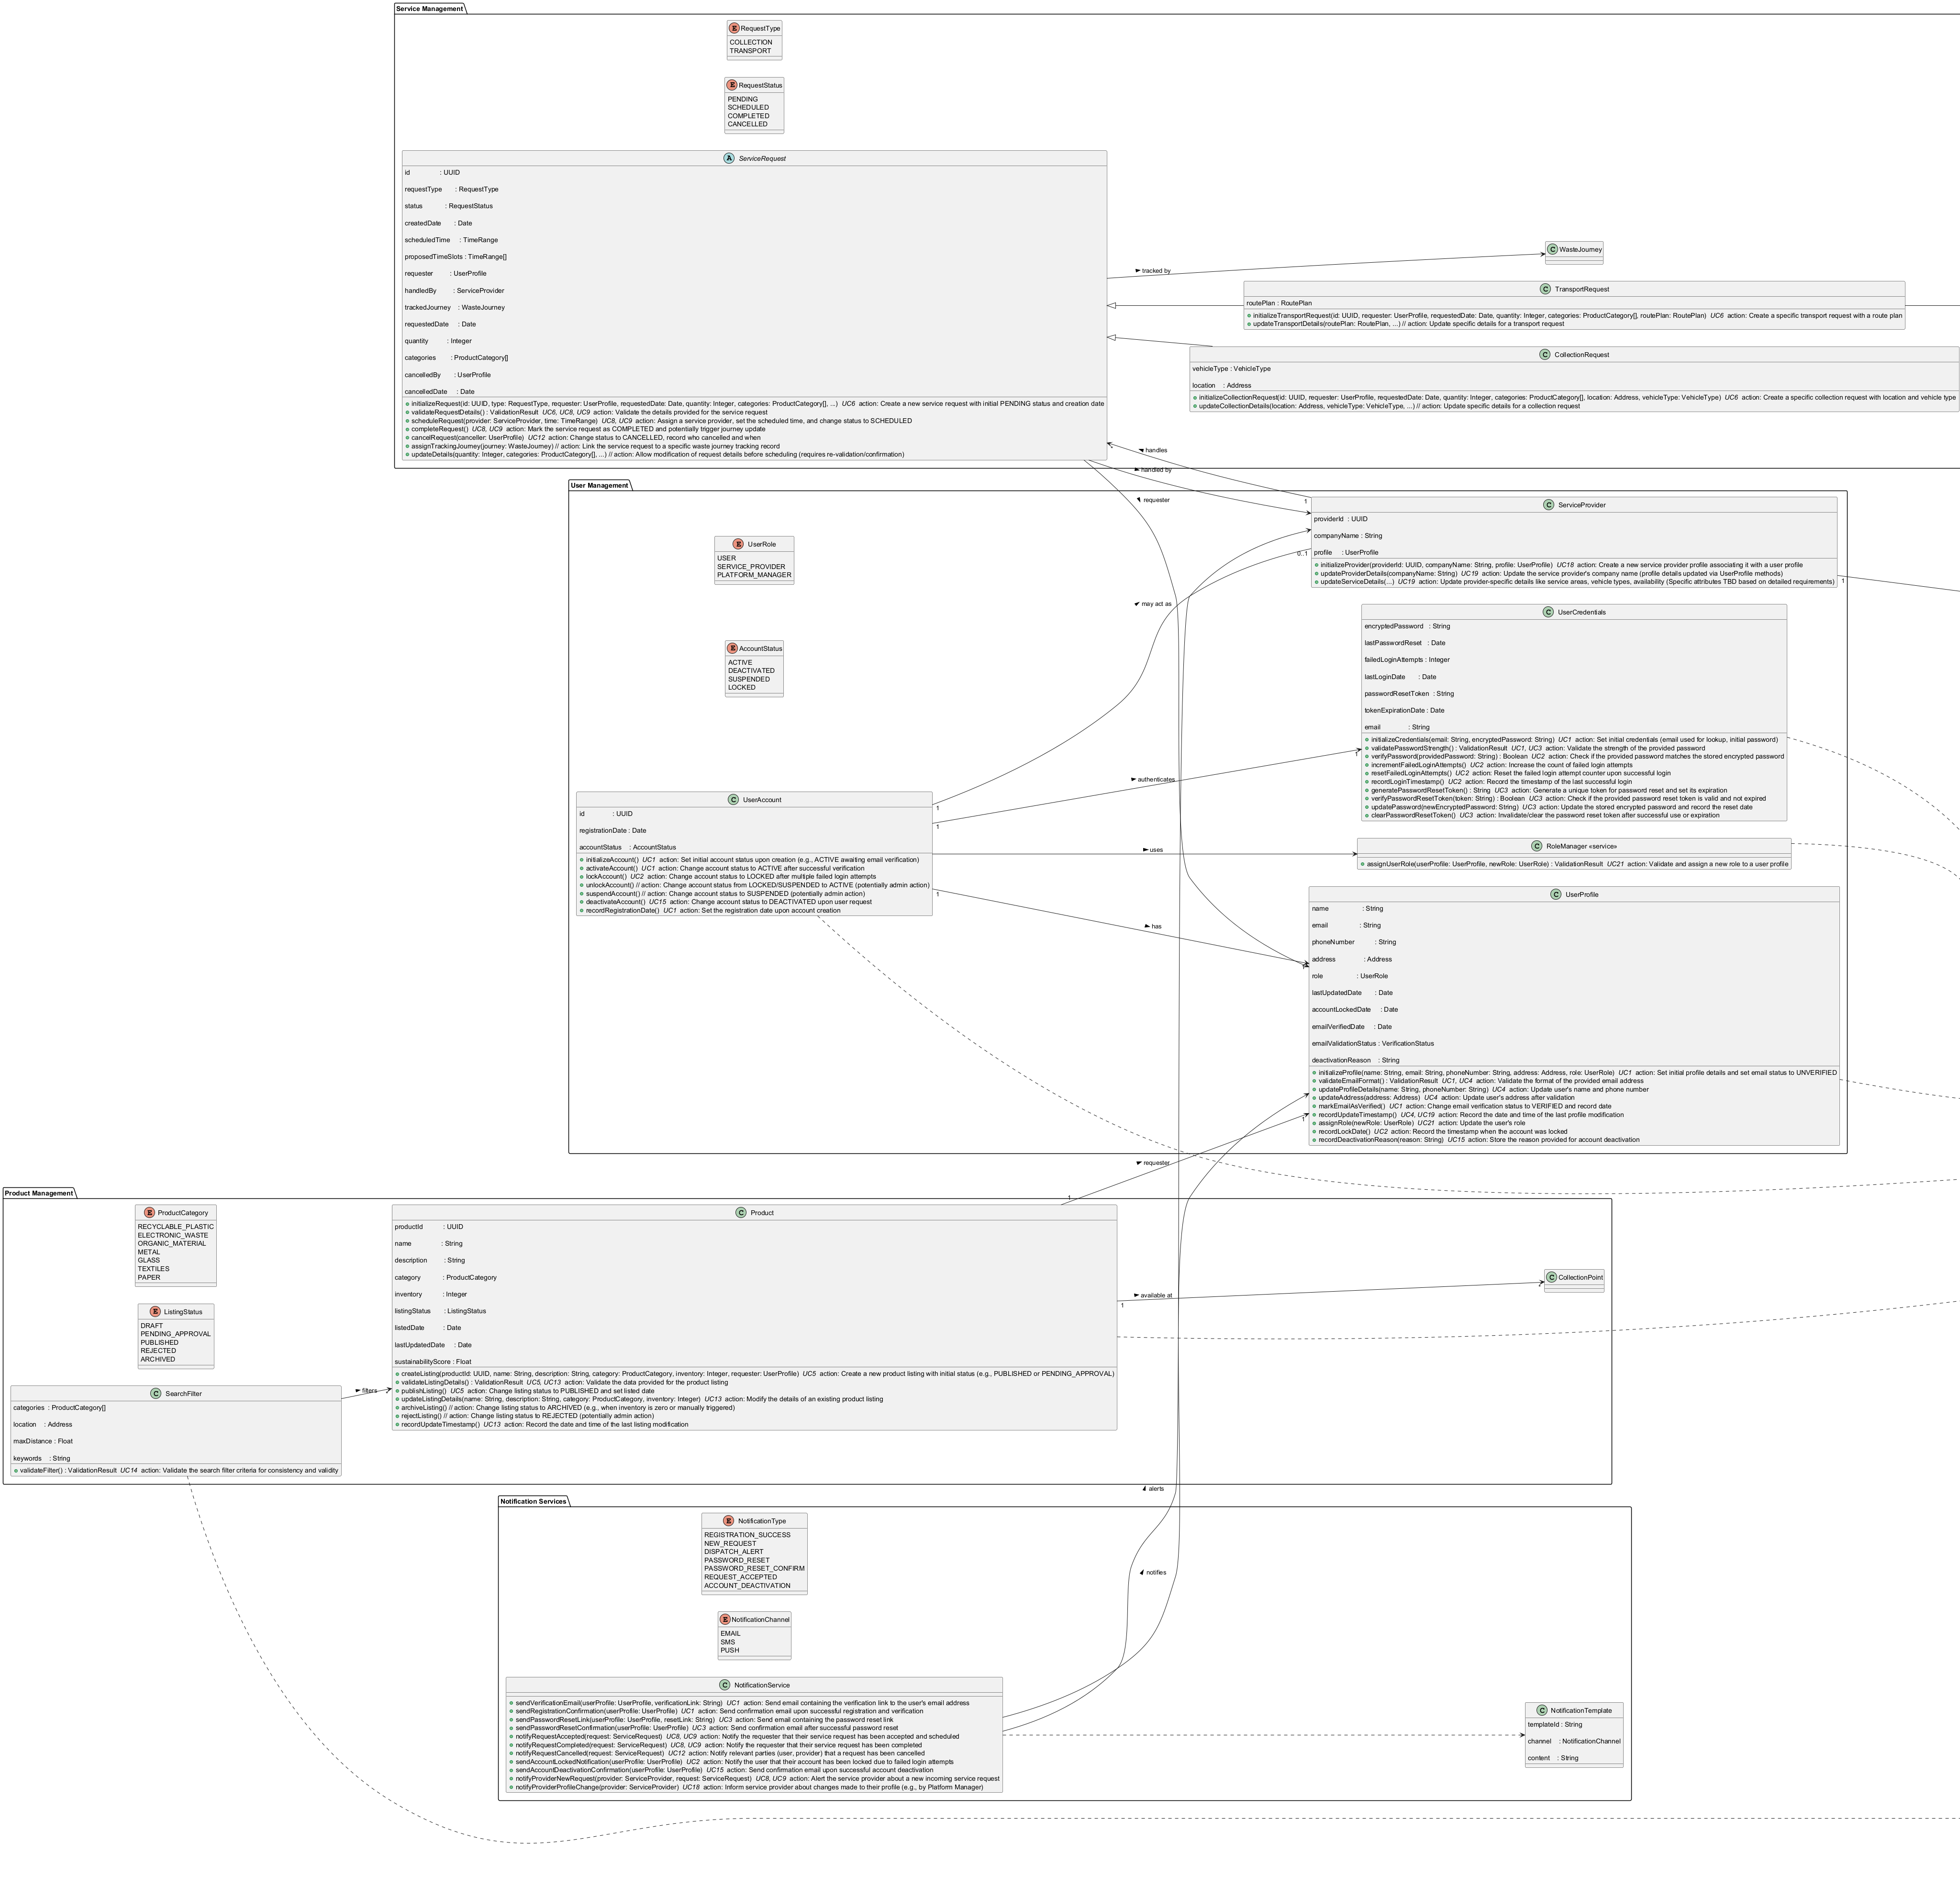 Service Management
E RequestType
COLLECTION
TRANSPORT
E RequestStatus
PENDING
SCHEDULED
COMPLETED
CANCELLED
A ServiceRequest
id : UUID
requestType : RequestType
status : RequestStatus
createdDate : Date
scheduledTime : TimeRange
proposedTimeSlots : TimeRange[]
requester : UserProfile
handledBy : ServiceProvider
trackedJourney : WasteJourney
requestedDate : Date
quantity : Integer
categories : ProductCategory[]
cancelledBy : UserProfile
cancelledDate : Date
initializeRequest(id: UUID, type: RequestType, requester: UserProfile, requestedDate: Date, quantity: Integer, categories: ProductCategory[], ...) UC6 action: Create a new service request with initial PENDING status and creation date
validateRequestDetails() : ValidationResult UC6, UC8, UC9 action: Validate the details provided for the service request
scheduleRequest(provider: ServiceProvider, time: TimeRange) UC8, UC9 action: Assign a service provider, set the scheduled time, and change status to SCHEDULED
completeRequest() UC8, UC9 action: Mark the service request as COMPLETED and potentially trigger journey update
cancelRequest(canceller: UserProfile) UC12 action: Change status to CANCELLED, record who cancelled and when
assignTrackingJourney(journey: WasteJourney) // action: Link the service request to a specific waste journey tracking record
updateDetails(quantity: Integer, categories: ProductCategory[], ...) // action: Allow modification of request details before scheduling (requires re-validation/confirmation)
tracked by
C WasteJourney
C TransportRequest
routePlan : RoutePlan
initializeTransportRequest(id: UUID, requester: UserProfile, requestedDate: Date, quantity: Integer, categories: ProductCategory[], routePlan: RoutePlan) UC6 action: Create a specific transport request with a route plan
updateTransportDetails(routePlan: RoutePlan, ...) // action: Update specific details for a transport request
C CollectionRequest
vehicleType : VehicleType
location : Address
initializeCollectionRequest(id: UUID, requester: UserProfile, requestedDate: Date, quantity: Integer, categories: ProductCategory[], location: Address, vehicleType: VehicleType) UC6 action: Create a specific collection request with location and vehicle type
updateCollectionDetails(location: Address, vehicleType: VehicleType, ...) // action: Update specific details for a collection request
*
handles
handled by
User Management
requester
1
C ServiceProvider
providerId : UUID
companyName : String
profile : UserProfile
initializeProvider(providerId: UUID, companyName: String, profile: UserProfile) UC18 action: Create a new service provider profile associating it with a user profile
updateProviderDetails(companyName: String) UC19 action: Update the service provider's company name (profile details updated via UserProfile methods)
updateServiceDetails(...) UC19 action: Update provider-specific details like service areas, vehicle types, availability (Specific attributes TBD based on detailed requirements)
0..1
1
E UserRole
USER
SERVICE_PROVIDER
PLATFORM_MANAGER
may act as
E AccountStatus
ACTIVE
DEACTIVATED
SUSPENDED
LOCKED
C UserCredentials
encryptedPassword : String
lastPasswordReset : Date
failedLoginAttempts : Integer
lastLoginDate : Date
passwordResetToken : String
tokenExpirationDate : Date
email : String
initializeCredentials(email: String, encryptedPassword: String) UC1 action: Set initial credentials (email used for lookup, initial password)
validatePasswordStrength() : ValidationResult UC1, UC3 action: Validate the strength of the provided password
verifyPassword(providedPassword: String) : Boolean UC2 action: Check if the provided password matches the stored encrypted password
incrementFailedLoginAttempts() UC2 action: Increase the count of failed login attempts
resetFailedLoginAttempts() UC2 action: Reset the failed login attempt counter upon successful login
recordLoginTimestamp() UC2 action: Record the timestamp of the last successful login
generatePasswordResetToken() : String UC3 action: Generate a unique token for password reset and set its expiration
verifyPasswordResetToken(token: String) : Boolean UC3 action: Check if the provided password reset token is valid and not expired
updatePassword(newEncryptedPassword: String) UC3 action: Update the stored encrypted password and record the reset date
clearPasswordResetToken() UC3 action: Invalidate/clear the password reset token after successful use or expiration
1
authenticates
C UserAccount
id : UUID
registrationDate : Date
accountStatus : AccountStatus
initializeAccount() UC1 action: Set initial account status upon creation (e.g., ACTIVE awaiting email verification)
activateAccount() UC1 action: Change account status to ACTIVE after successful verification
lockAccount() UC2 action: Change account status to LOCKED after multiple failed login attempts
unlockAccount() // action: Change account status from LOCKED/SUSPENDED to ACTIVE (potentially admin action)
suspendAccount() // action: Change account status to SUSPENDED (potentially admin action)
deactivateAccount() UC15 action: Change account status to DEACTIVATED upon user request
recordRegistrationDate() UC1 action: Set the registration date upon account creation
1
1
1
uses
has
C RoleManager «service»
assignUserRole(userProfile: UserProfile, newRole: UserRole) : ValidationResult UC21 action: Validate and assign a new role to a user profile
C UserProfile
name : String
email : String
phoneNumber : String
address : Address
role : UserRole
lastUpdatedDate : Date
accountLockedDate : Date
emailVerifiedDate : Date
emailValidationStatus : VerificationStatus
deactivationReason : String
initializeProfile(name: String, email: String, phoneNumber: String, address: Address, role: UserRole) UC1 action: Set initial profile details and set email status to UNVERIFIED
validateEmailFormat() : ValidationResult UC1, UC4 action: Validate the format of the provided email address
updateProfileDetails(name: String, phoneNumber: String) UC4 action: Update user's name and phone number
updateAddress(address: Address) UC4 action: Update user's address after validation
markEmailAsVerified() UC1 action: Change email verification status to VERIFIED and record date
recordUpdateTimestamp() UC4, UC19 action: Record the date and time of the last profile modification
assignRole(newRole: UserRole) UC21 action: Update the user's role
recordLockDate() UC2 action: Record the timestamp when the account was locked
recordDeactivationReason(reason: String) UC15 action: Store the reason provided for account deactivation
1
1
requester
1
Product Management
E ProductCategory
RECYCLABLE_PLASTIC
ELECTRONIC_WASTE
ORGANIC_MATERIAL
METAL
GLASS
TEXTILES
PAPER
E ListingStatus
DRAFT
PENDING_APPROVAL
PUBLISHED
REJECTED
ARCHIVED
C SearchFilter
categories : ProductCategory[]
location : Address
maxDistance : Float
keywords : String
validateFilter() : ValidationResult UC14 action: Validate the search filter criteria for consistency and validity
filters
*
C Product
productId : UUID
name : String
description : String
category : ProductCategory
inventory : Integer
listingStatus : ListingStatus
listedDate : Date
lastUpdatedDate : Date
sustainabilityScore : Float
createListing(productId: UUID, name: String, description: String, category: ProductCategory, inventory: Integer, requester: UserProfile) UC5 action: Create a new product listing with initial status (e.g., PUBLISHED or PENDING_APPROVAL)
validateListingDetails() : ValidationResult UC5, UC13 action: Validate the data provided for the product listing
publishListing() UC5 action: Change listing status to PUBLISHED and set listed date
updateListingDetails(name: String, description: String, category: ProductCategory, inventory: Integer) UC13 action: Modify the details of an existing product listing
archiveListing() // action: Change listing status to ARCHIVED (e.g., when inventory is zero or manually triggered)
rejectListing() // action: Change listing status to REJECTED (potentially admin action)
recordUpdateTimestamp() UC13 action: Record the date and time of the last listing modification
1
available at
*
C CollectionPoint
alerts
Notification Services
E NotificationType
REGISTRATION_SUCCESS
NEW_REQUEST
DISPATCH_ALERT
PASSWORD_RESET
PASSWORD_RESET_CONFIRM
REQUEST_ACCEPTED
ACCOUNT_DEACTIVATION
notifies
E NotificationChannel
EMAIL
SMS
PUSH
C NotificationService
sendVerificationEmail(userProfile: UserProfile, verificationLink: String) UC1 action: Send email containing the verification link to the user's email address
sendRegistrationConfirmation(userProfile: UserProfile) UC1 action: Send confirmation email upon successful registration and verification
sendPasswordResetLink(userProfile: UserProfile, resetLink: String) UC3 action: Send email containing the password reset link
sendPasswordResetConfirmation(userProfile: UserProfile) UC3 action: Send confirmation email after successful password reset
notifyRequestAccepted(request: ServiceRequest) UC8, UC9 action: Notify the requester that their service request has been accepted and scheduled
notifyRequestCompleted(request: ServiceRequest) UC8, UC9 action: Notify the requester that their service request has been completed
notifyRequestCancelled(request: ServiceRequest) UC12 action: Notify relevant parties (user, provider) that a request has been cancelled
sendAccountLockedNotification(userProfile: UserProfile) UC2 action: Notify the user that their account has been locked due to failed login attempts
sendAccountDeactivationConfirmation(userProfile: UserProfile) UC15 action: Send confirmation email upon successful account deactivation
notifyProviderNewRequest(provider: ServiceProvider, request: ServiceRequest) UC8, UC9 action: Alert the service provider about a new incoming service request
notifyProviderProfileChange(provider: ServiceProvider) UC18 action: Inform service provider about changes made to their profile (e.g., by Platform Manager)
C NotificationTemplate
templateId : String
channel : NotificationChannel
content : String